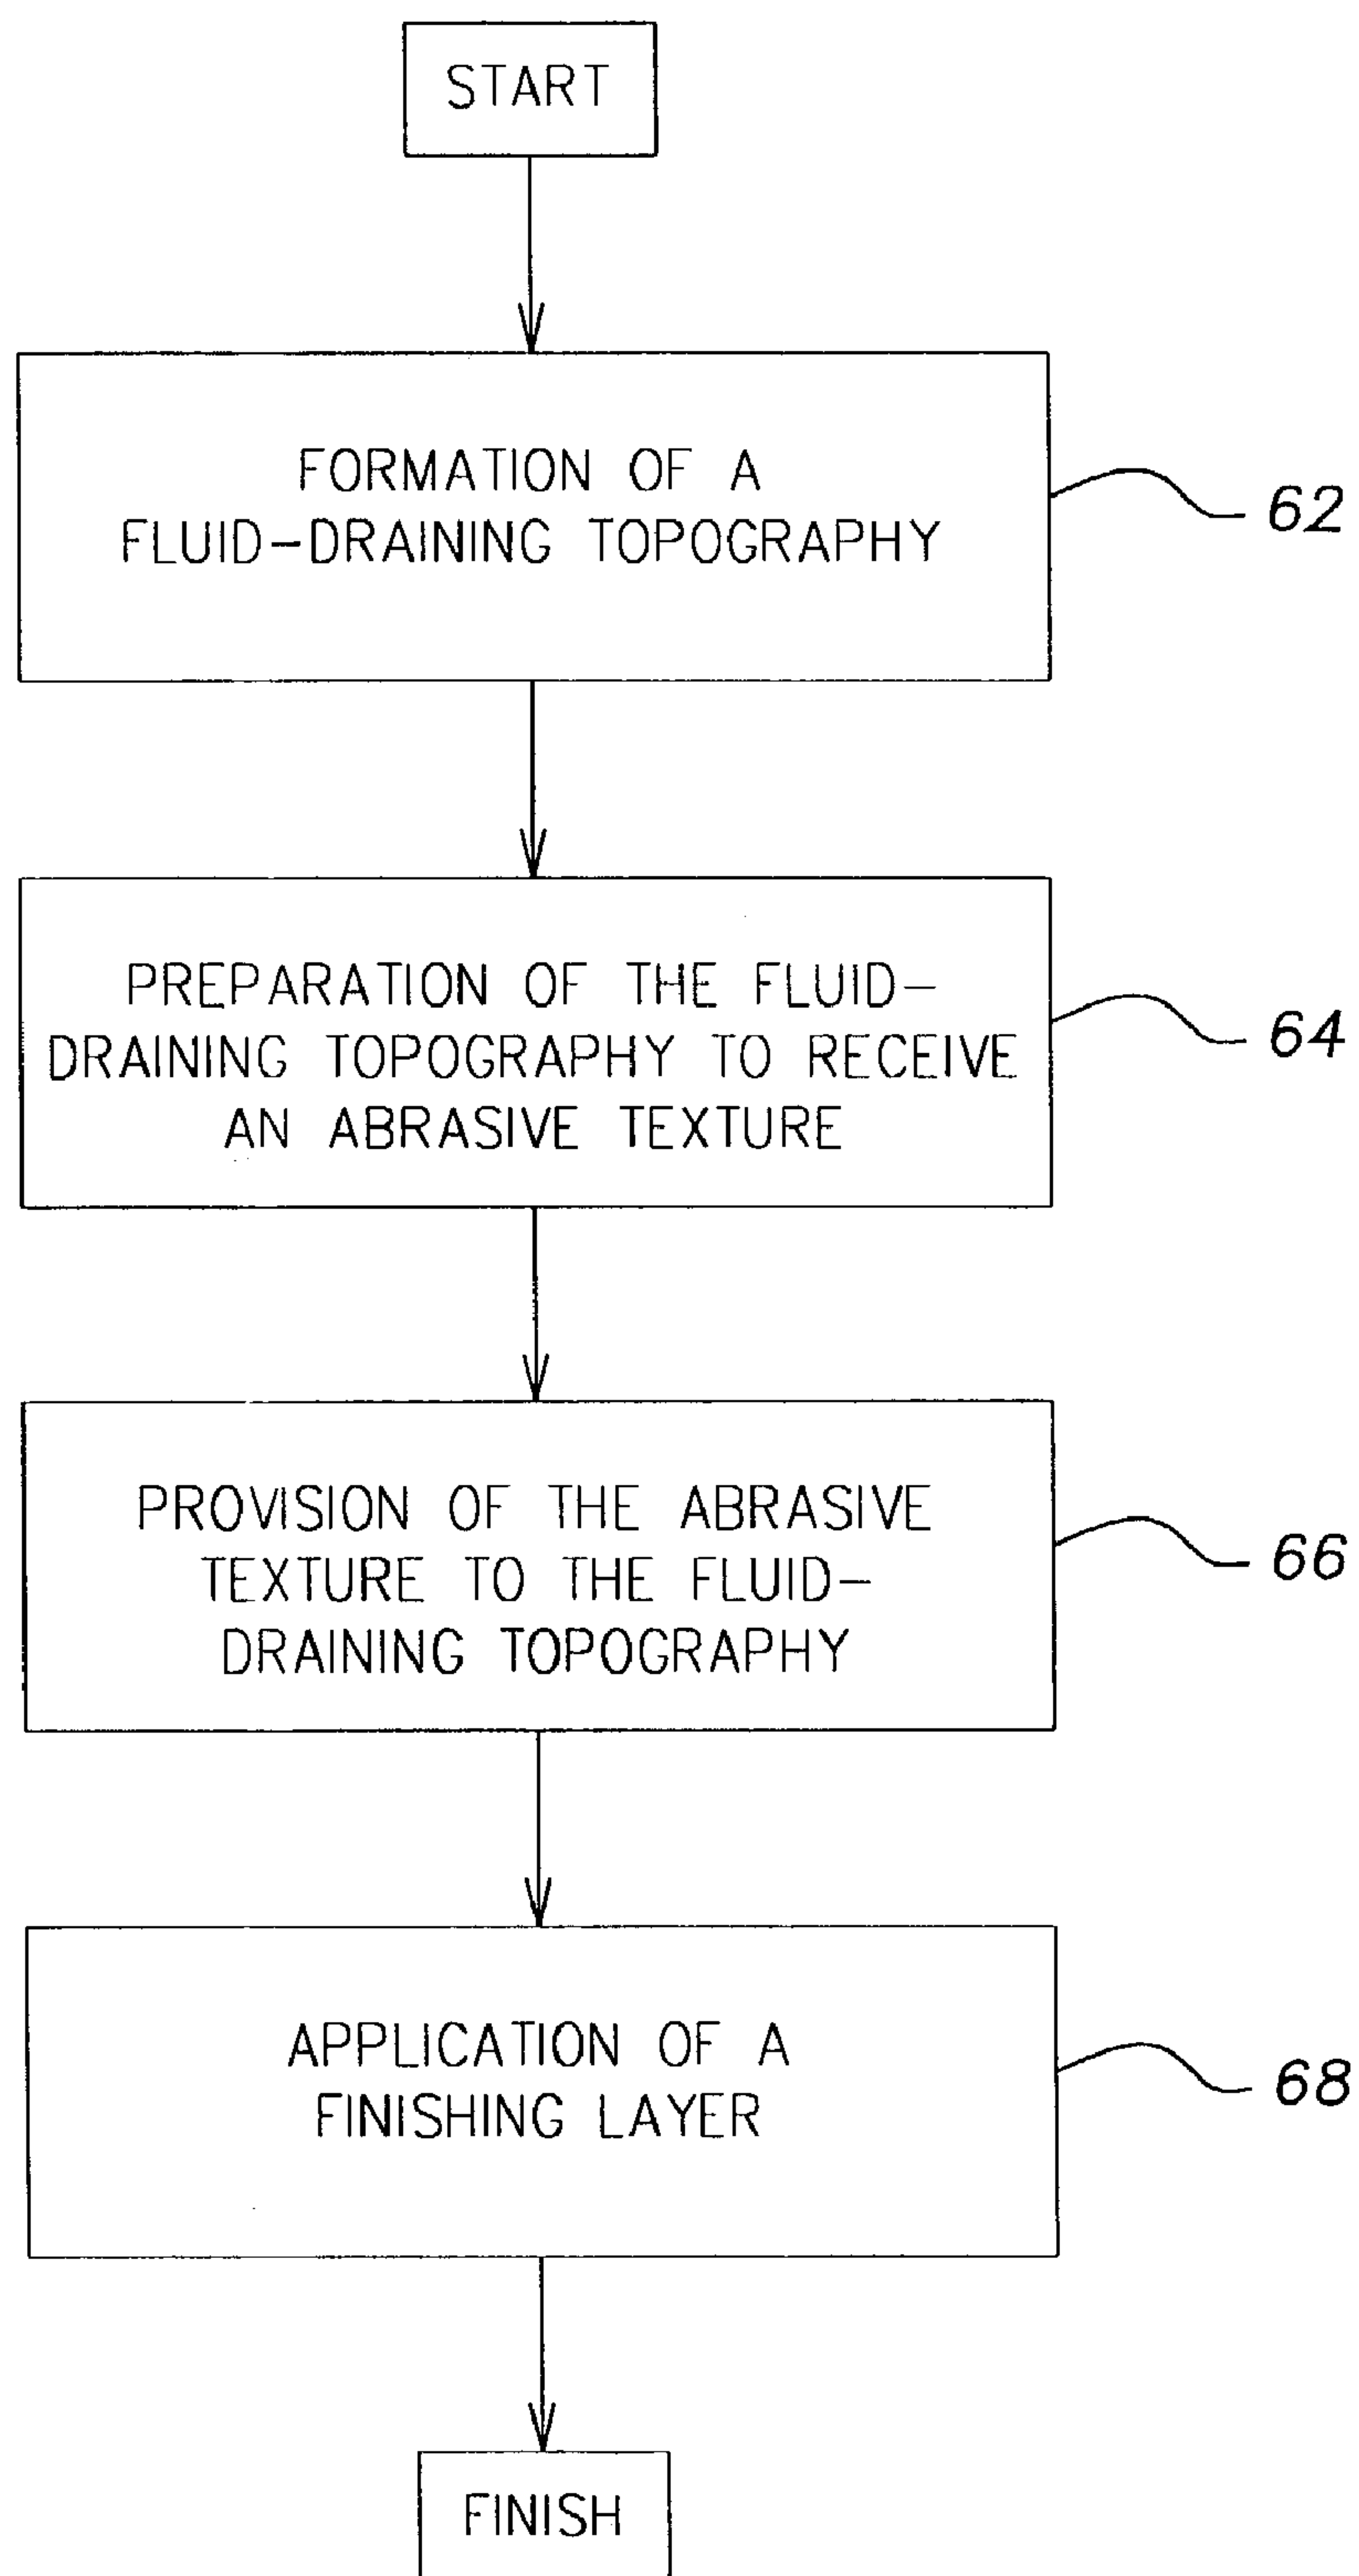 START
FORMATION OF A
FLUID-DRAINING TOPOGRAPHY
62
PREPARATION OF THE FLUID-
DRAINING TOPOGRAPHY TO RECEIVE
AN ABRASIVE TEXTURE
64
PROVISION OF THE ABRASIVE
TEXTURE TO THE FLUID-
DRAINING TOPOGRAPHY
66
APPLICATION OF A
FINISHING LAYER
68
FINISH